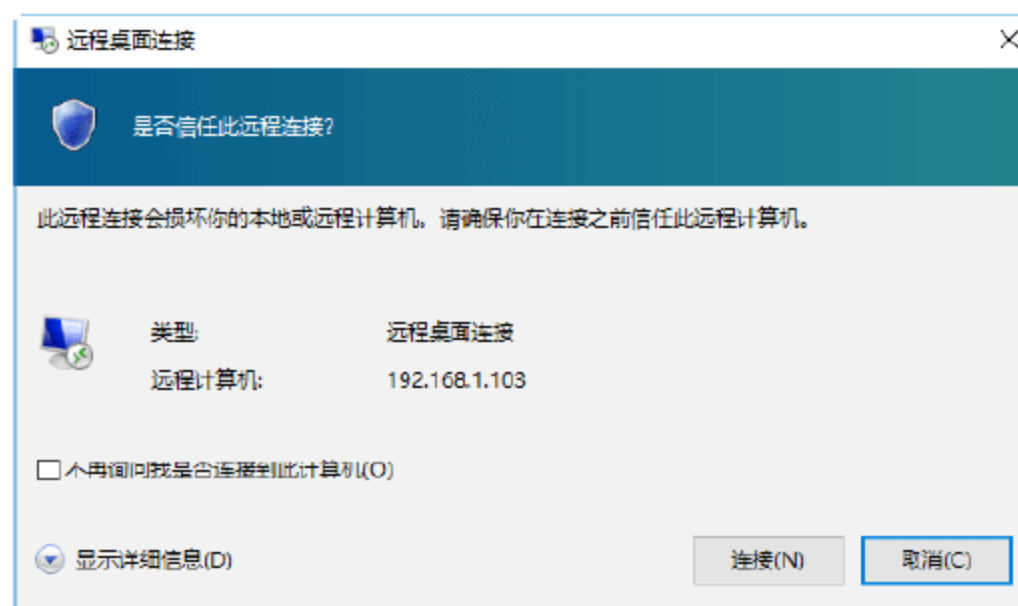 远程桌面连接
是否信任此远程连接?
此远程连接会损坏你的本地或远程计算机。请确保你在连接之前信任此远程计算机。
类型: 远程桌面连接
远程计算机: 192.168.1.103
不再询问我是否连接到此计算机(O)
显示详细信息(D) 连接(N) 取消(C)